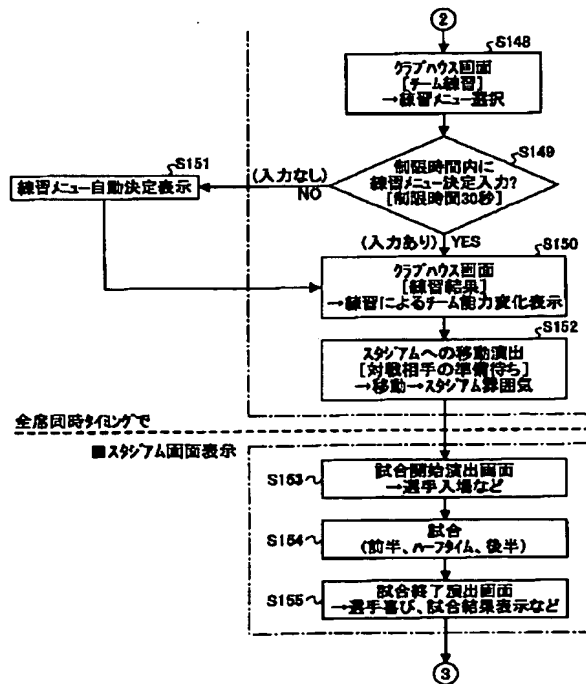 ②
S148
クラブハウス画面
[チーム練習]
→練習メニュー選択
S149
制限時間内に
練習メニュー決定入力?
[制限時間30秒]
(入力なし)
NO
S151
練習メニュー自動決定表示
(入力あり) YES
S150
クラブハウス画面
[練習結果]
→練習によるチーム能力変化表示
S152
スタジアムへの移動演出
[対戦相手の準備待ち]
→移動→スタジアム雰囲気
全席同時タイミングで
■スタジアム画面表示
S153
試合開始演出画面
→選手入場など
S154
試合
(前半、ハーフタイム、後半)
S155
試合終了演出画面
→選手喜び、試合結果表示など
③